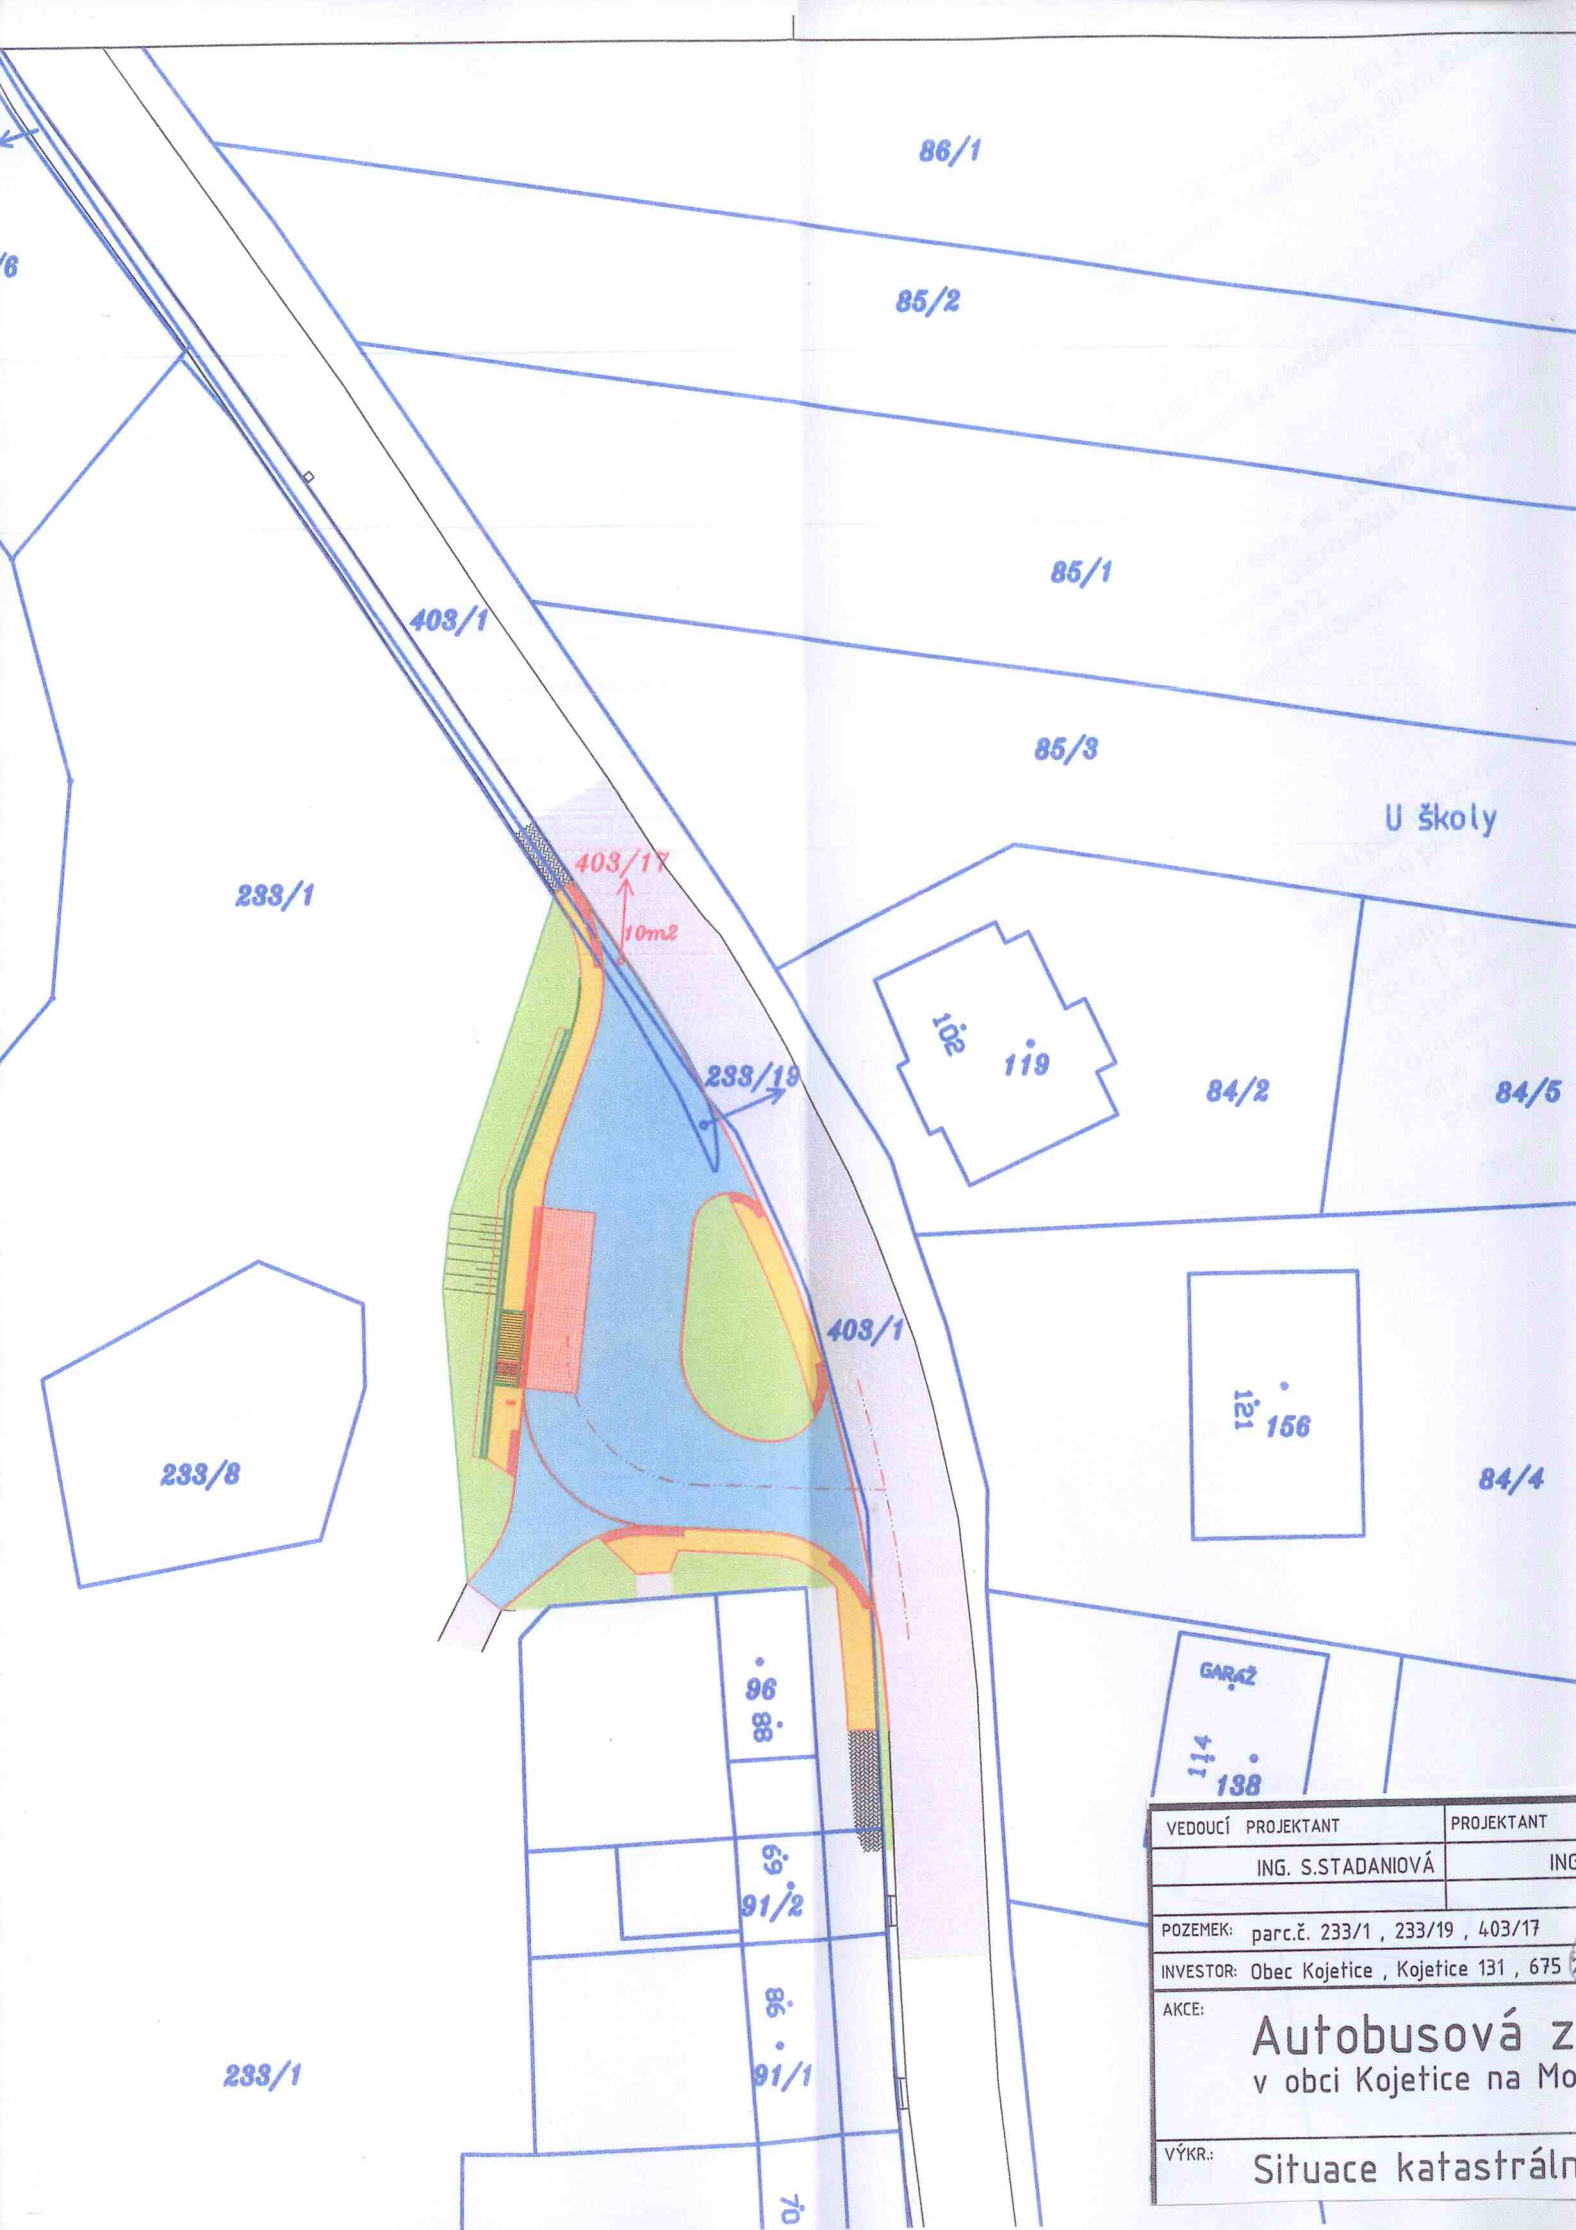 86/1
/6
85/2
85/1
403/1
85/3
U školy
403/17
233/1
10m2
102
119
233/19
84/2
84/5
403/1
121
156
233/8
84/4
GARÁŽ
96
88
114
138
69
91/2
86
91/1
233/1
70
VEDOUCÍ PROJEKTANT
PROJEKTANT
ING. S.STADANIOVÁ
ING
POZEMEK: parc.č. 233/1 , 233/19 , 403/17
INVESTOR: Obec Kojetice , Kojetice 131 , 675
AKCE:
Autobusová z
v obci Kojetice na Mo
VÝKR.:
Situace katastráln